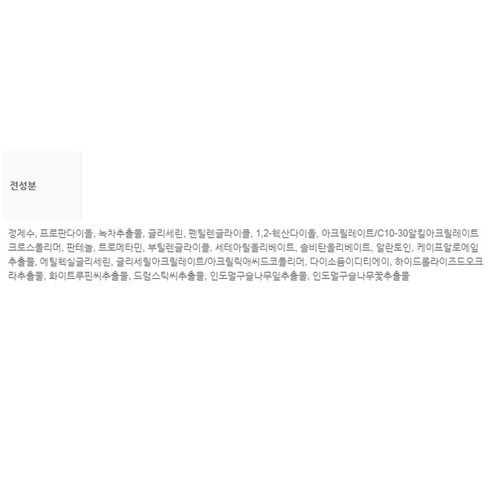 전성분
정제수, 프로판다이올, 녹차추출물, 글리세린, 펜틸렌글라이콜, 1,2-헥산다이올, 아크릴레이트/C10-30알킬아크릴레이트
크로스폴리머, 판테놀, 트로메타민, 부틸렌글라이콜, 세테아릴올리베이트, 솔비탄올리베이트, 알란토인, 케이프알로에잎
추출물, 에틸헥실글리세린, 글리세릴아크릴레이트/아크릴릭애씨드코폴리머, 다이소듐이디티에이, 하이드롤라이즈드오크
라추출물, 화이트루핀씨추출물, 드럼스틱씨추출물, 인도멀구슬나무잎추출물, 인도멀구슬나무꽃추출물